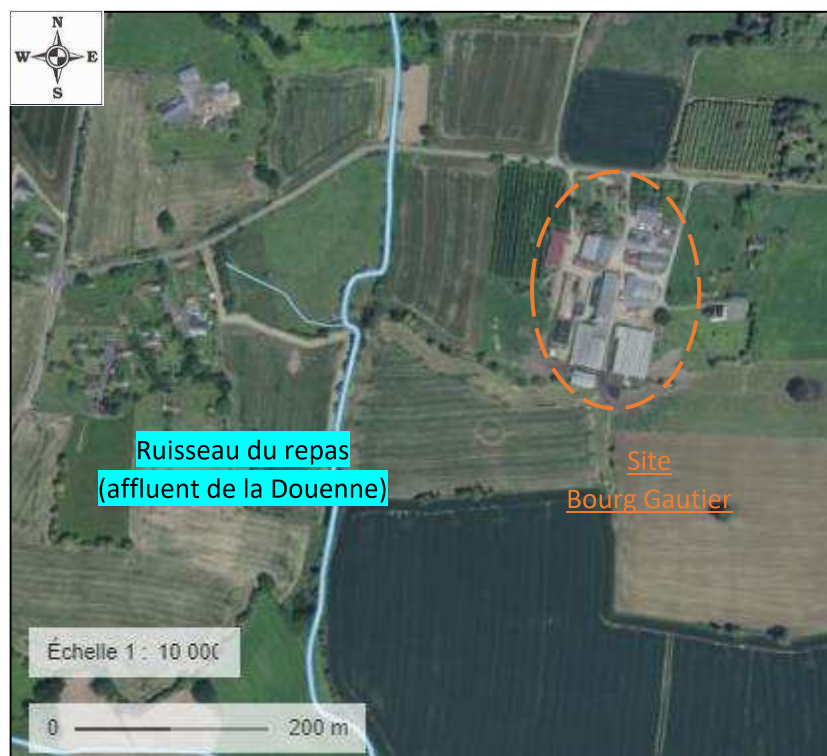 N
W E
S
Ruisseau du repas
(affluent de la Douenne)
Site
Bourg Gautier
Échelle 1 : 10 000
0 200 m